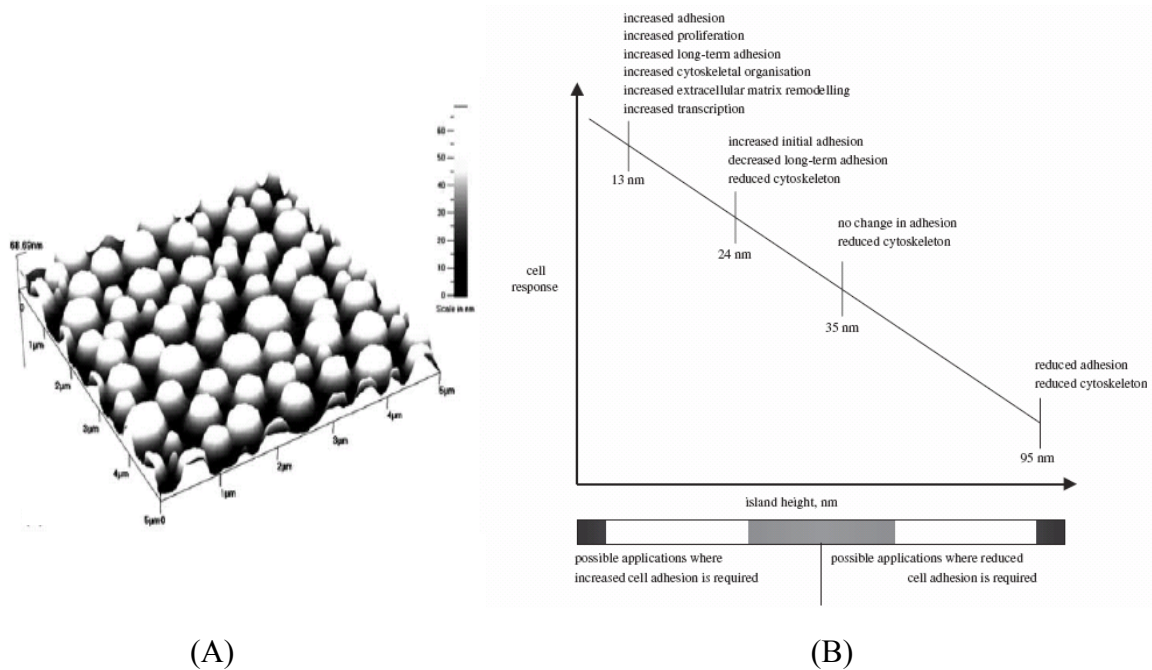 60
50
40
30
20
10
0
Scale in nm
68.69nm
0
1μm
2μm
3μm
4μm
5μm0
1μm
2μm
3μm
4μm
5μm
(A)
increased adhesion
increased proliferation
increased long-term adhesion
increased cytoskeletal organisation
increased extracellular matrix remodelling
increased transcription
13 nm
increased initial adhesion
decreased long-term adhesion
reduced cytoskeleton
24 nm
no change in adhesion
reduced cytoskeleton
35 nm
reduced adhesion
reduced cytoskeleton
95 nm
cell
response
island height, nm
possible applications where
increased cell adhesion is required
possible applications where reduced
cell adhesion is required
(B)